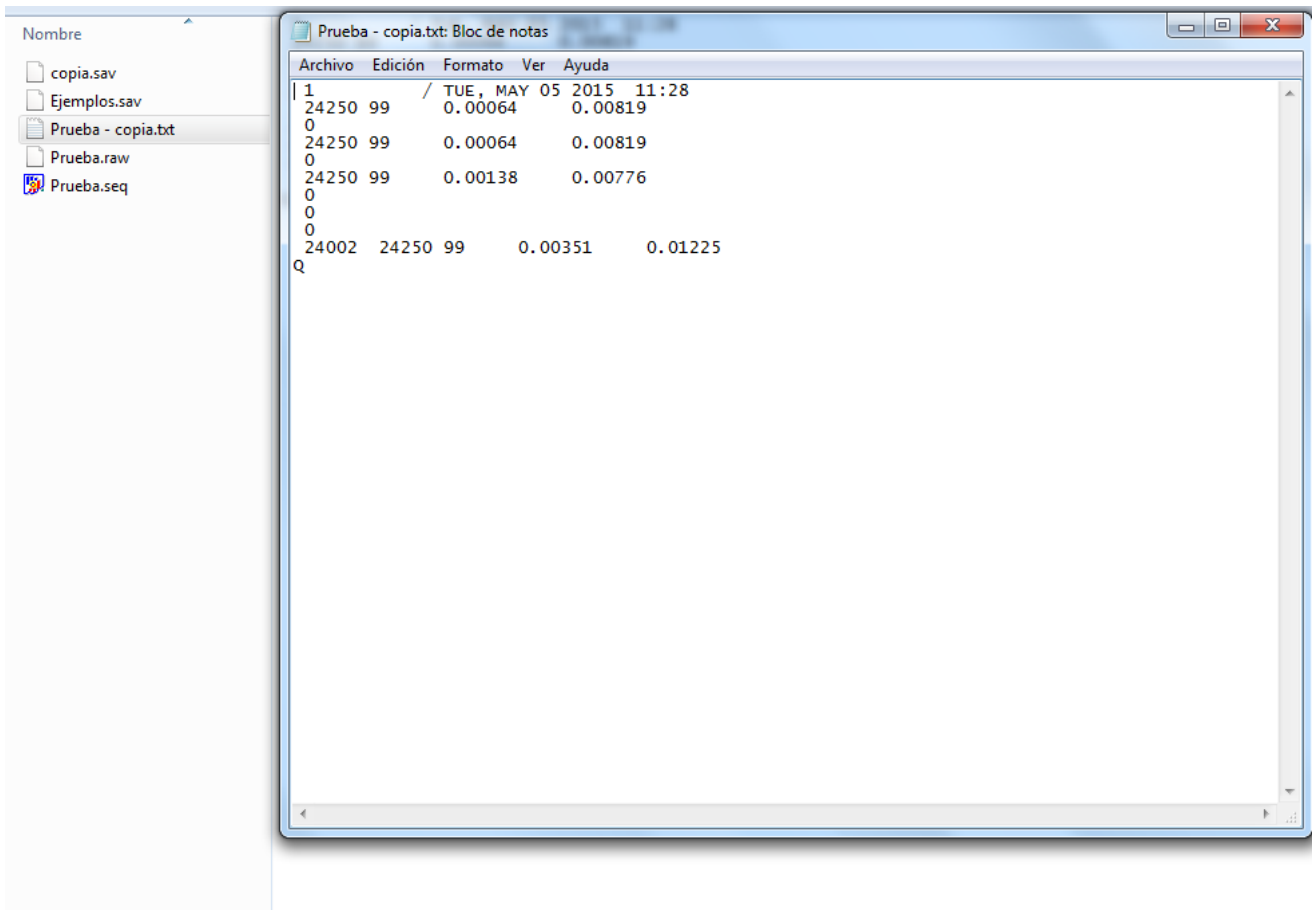 Nombre
copia.sav
Ejemplos.sav
Prueba - copia.txt
Prueba.raw
Prueba.seq
Prueba - copia.txt: Bloc de notas
Archivo Edición Formato Ver Ayuda
1 / TUE, MAY 05 2015 11:28
24250 99 0.00064 0.00819
0
24250 99 0.00064 0.00819
0
24250 99 0.00138 0.00776
0
0
0
24002 24250 99 0.00351 0.01225
Q